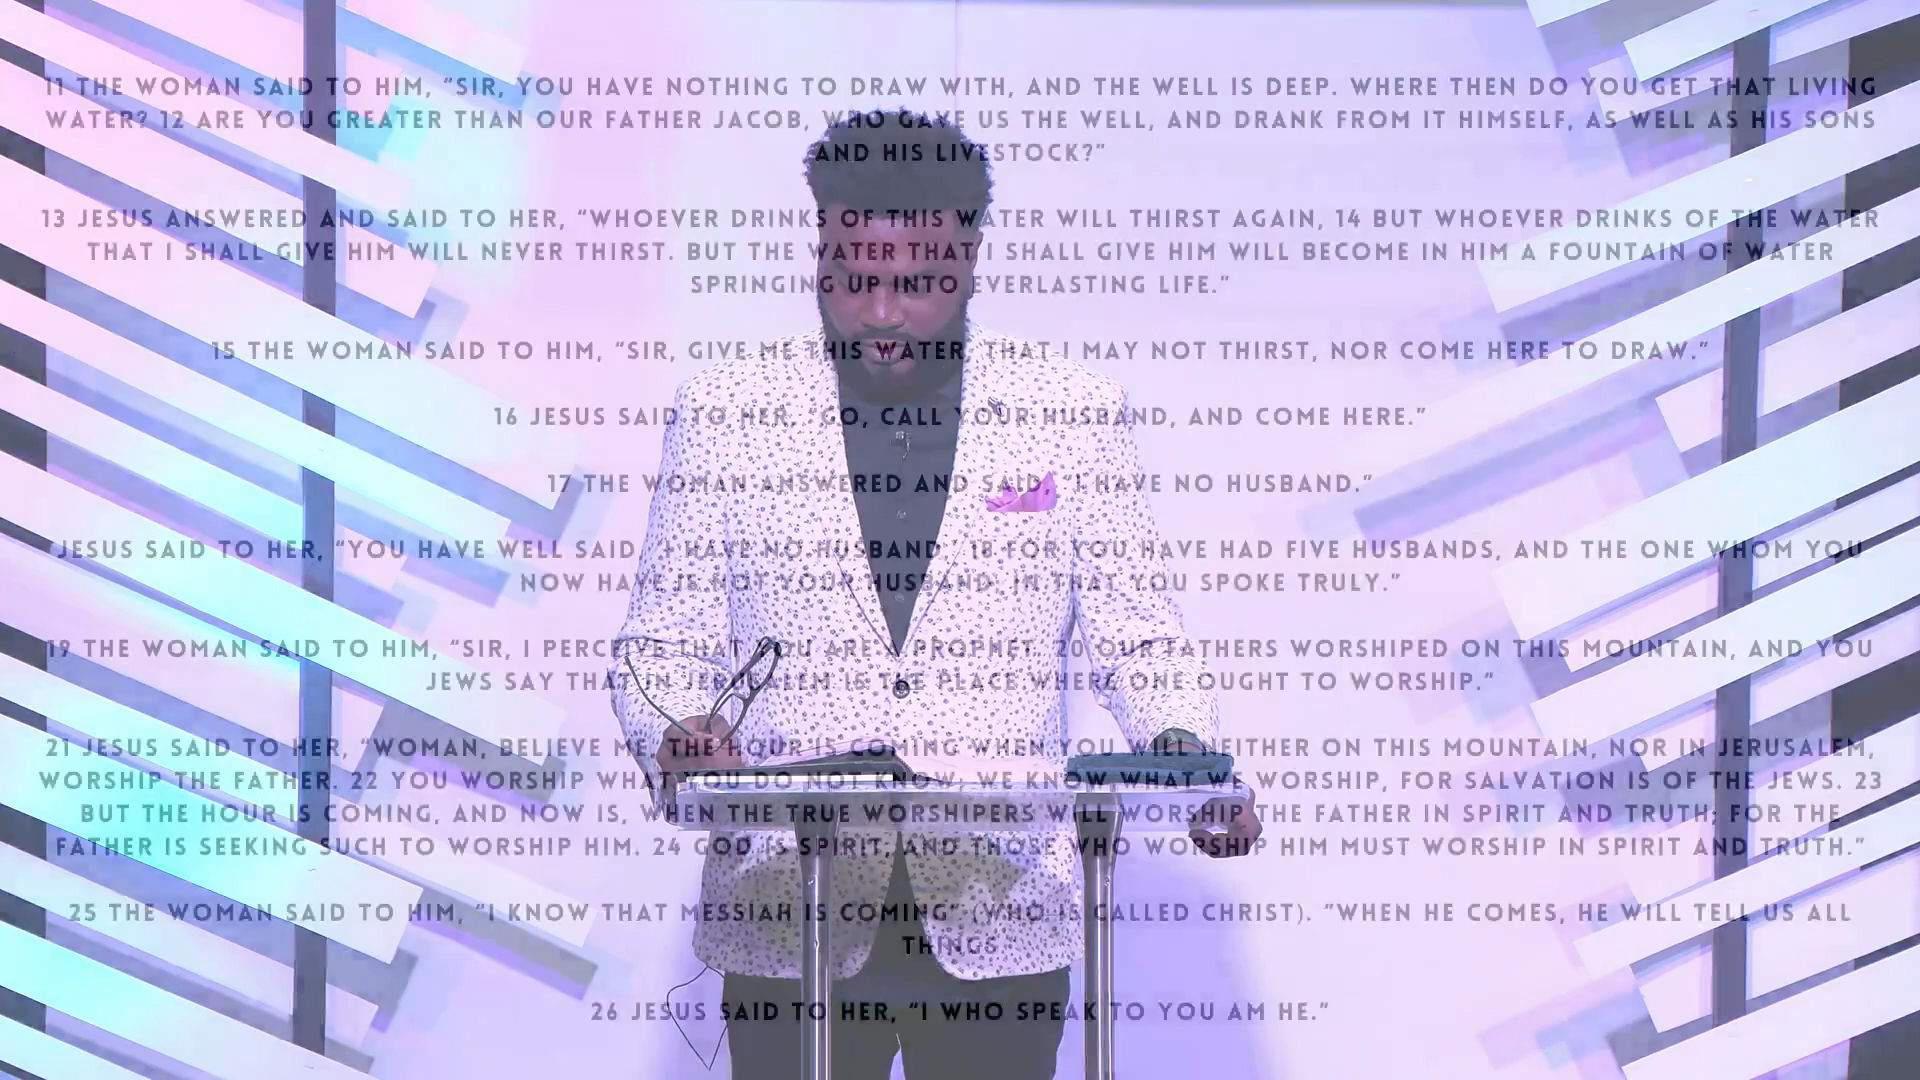 11 THE WOMAN SAID TO HIM, “SIR, YOU HAVE NOTHING TO DRAW WITH, AND THE WELL IS DEEP. WHERE THEN DO YOU GET THAT LIVING
WATER? 12 ARE YOU GREATER THAN OUR FATHER JACOB, WHO GAVE US THE WELL, AND DRANK FROM IT HIMSELF, AS WELL AS HIS SONS
AND HIS LIVESTOCK?”
13 JESUS ANSWERED AND SAID TO HER, “WHOEVER DRINKS OF THIS WATER WILL THIRST AGAIN, 14 BUT WHOEVER DRINKS OF THE WATER
THAT I SHALL GIVE HIM WILL NEVER THIRST. BUT THE WATER THAT I SHALL GIVE HIM WILL BECOME IN HIM A FOUNTAIN OF WATER
SPRINGING UP INTO EVERLASTING LIFE.”
15 THE WOMAN SAID TO HIM, “SIR, GIVE ME THIS WATER, THAT I MAY NOT THIRST, NOR COME HERE TO DRAW.”
16 JESUS SAID TO HER, “GO, CALL YOUR HUSBAND, AND COME HERE.”
17 THE WOMAN ANSWERED AND SAID, “I HAVE NO HUSBAND.”
JESUS SAID TO HER, “YOU HAVE WELL SAID, ‘I HAVE NO HUSBAND,’ 18 FOR YOU HAVE HAD FIVE HUSBANDS, AND THE ONE WHOM YOU
NOW HAVE IS NOT YOUR HUSBAND; IN THAT YOU SPOKE TRULY.”
19 THE WOMAN SAID TO HIM, “SIR, I PERCEIVE THAT YOU ARE A PROPHET. 20 OUR FATHERS WORSHIPED ON THIS MOUNTAIN, AND YOU
JEWS SAY THAT IN JERUSALEM IS THE PLACE WHERE ONE OUGHT TO WORSHIP.”
21 JESUS SAID TO HER, “WOMAN, BELIEVE ME, THE HOUR IS COMING WHEN YOU WILL NEITHER ON THIS MOUNTAIN, NOR IN JERUSALEM,
WORSHIP THE FATHER. 22 YOU WORSHIP WHAT YOU DO NOT KNOW; WE KNOW WHAT WE WORSHIP, FOR SALVATION IS OF THE JEWS. 23
BUT THE HOUR IS COMING, AND NOW IS, WHEN THE TRUE WORSHIPERS WILL WORSHIP THE FATHER IN SPIRIT AND TRUTH; FOR THE
FATHER IS SEEKING SUCH TO WORSHIP HIM. 24 GOD IS SPIRIT, AND THOSE WHO WORSHIP HIM MUST WORSHIP IN SPIRIT AND TRUTH.”
25 THE WOMAN SAID TO HIM, “I KNOW THAT MESSIAH IS COMING” (WHO IS CALLED CHRIST). “WHEN HE COMES, HE WILL TELL US ALL
THINGS.”
26 JESUS SAID TO HER, “I WHO SPEAK TO YOU AM HE.”